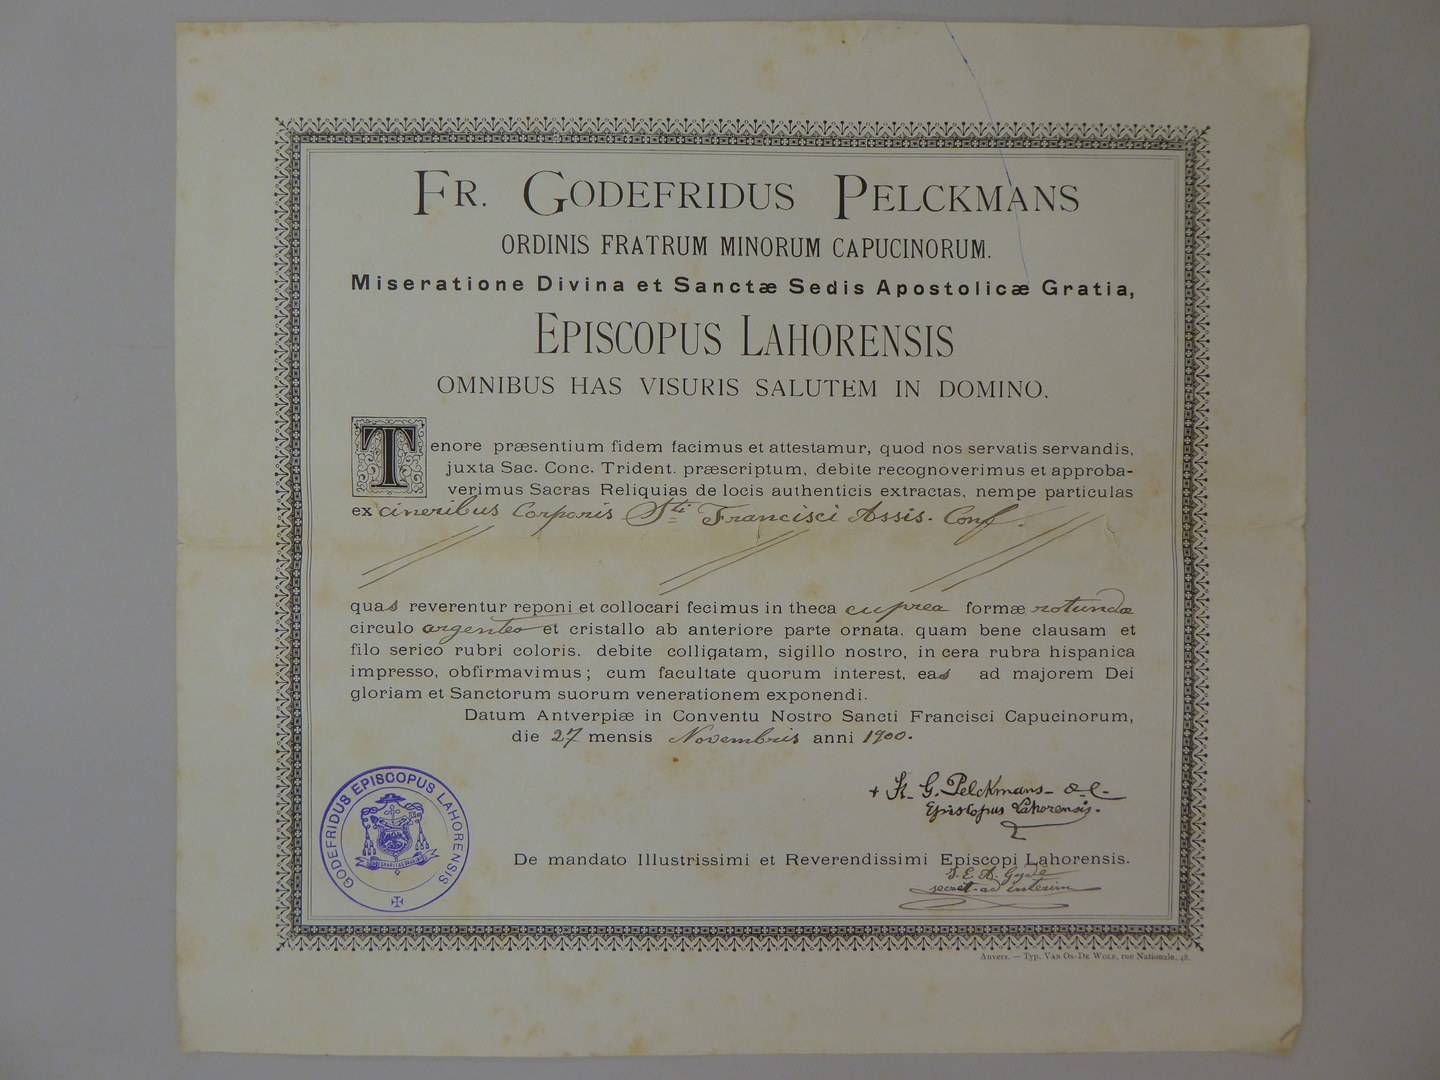 FR. GODEFRIDUS PELCKMANS
ORDINIS FRATRUM MINORUM CAPUCINORUM.
Miseratione Divina et Sanctæ Sedis Apostolicæ Gratia,
EPISCOPUS LAHORENSIS
OMNIBUS HAS VISURIS SALUTEM IN DOMINO.
Tenore præsentium fidem facimus et attestamur, quod nos servatis servandis,
juxta Sac. Conc. Trident. præscriptum, debite recognoverimus et approba-
verimus Sacras Reliquias de locis authenticis extractas, nempe particulas
ex cineribus Corporis Sti Francisci Assis. Conf.
quas reverentur reponi et collocari fecimus in theca cuprea formæ rotundæ
circulo argenteo et cristallo ab anteriore parte ornata, quam bene clausam et
filo serico rubri coloris, debite colligatam, sigillo nostro, in cera rubra hispanica
impresso, obfirmavimus; cum facultate quorum interest, eas ad majorem Dei
gloriam et Sanctorum suorum venerationem exponendi.
Datum Antverpiæ in Conventu Nostro Sancti Francisci Capucinorum,
die 27 mensis Novembris anni 1900.
+ Fr. G. Pelckmans
Episcopus Lahorensis.
GODEFRIDUS EPISCOPUS LAHORENSIS
De mandato Illustrissimi et Reverendissimi Episcopi Lahorensis.
secret. ad interim
Anvers. — Typ. VAN OS-DE WOLF, rue Nationale, 48.